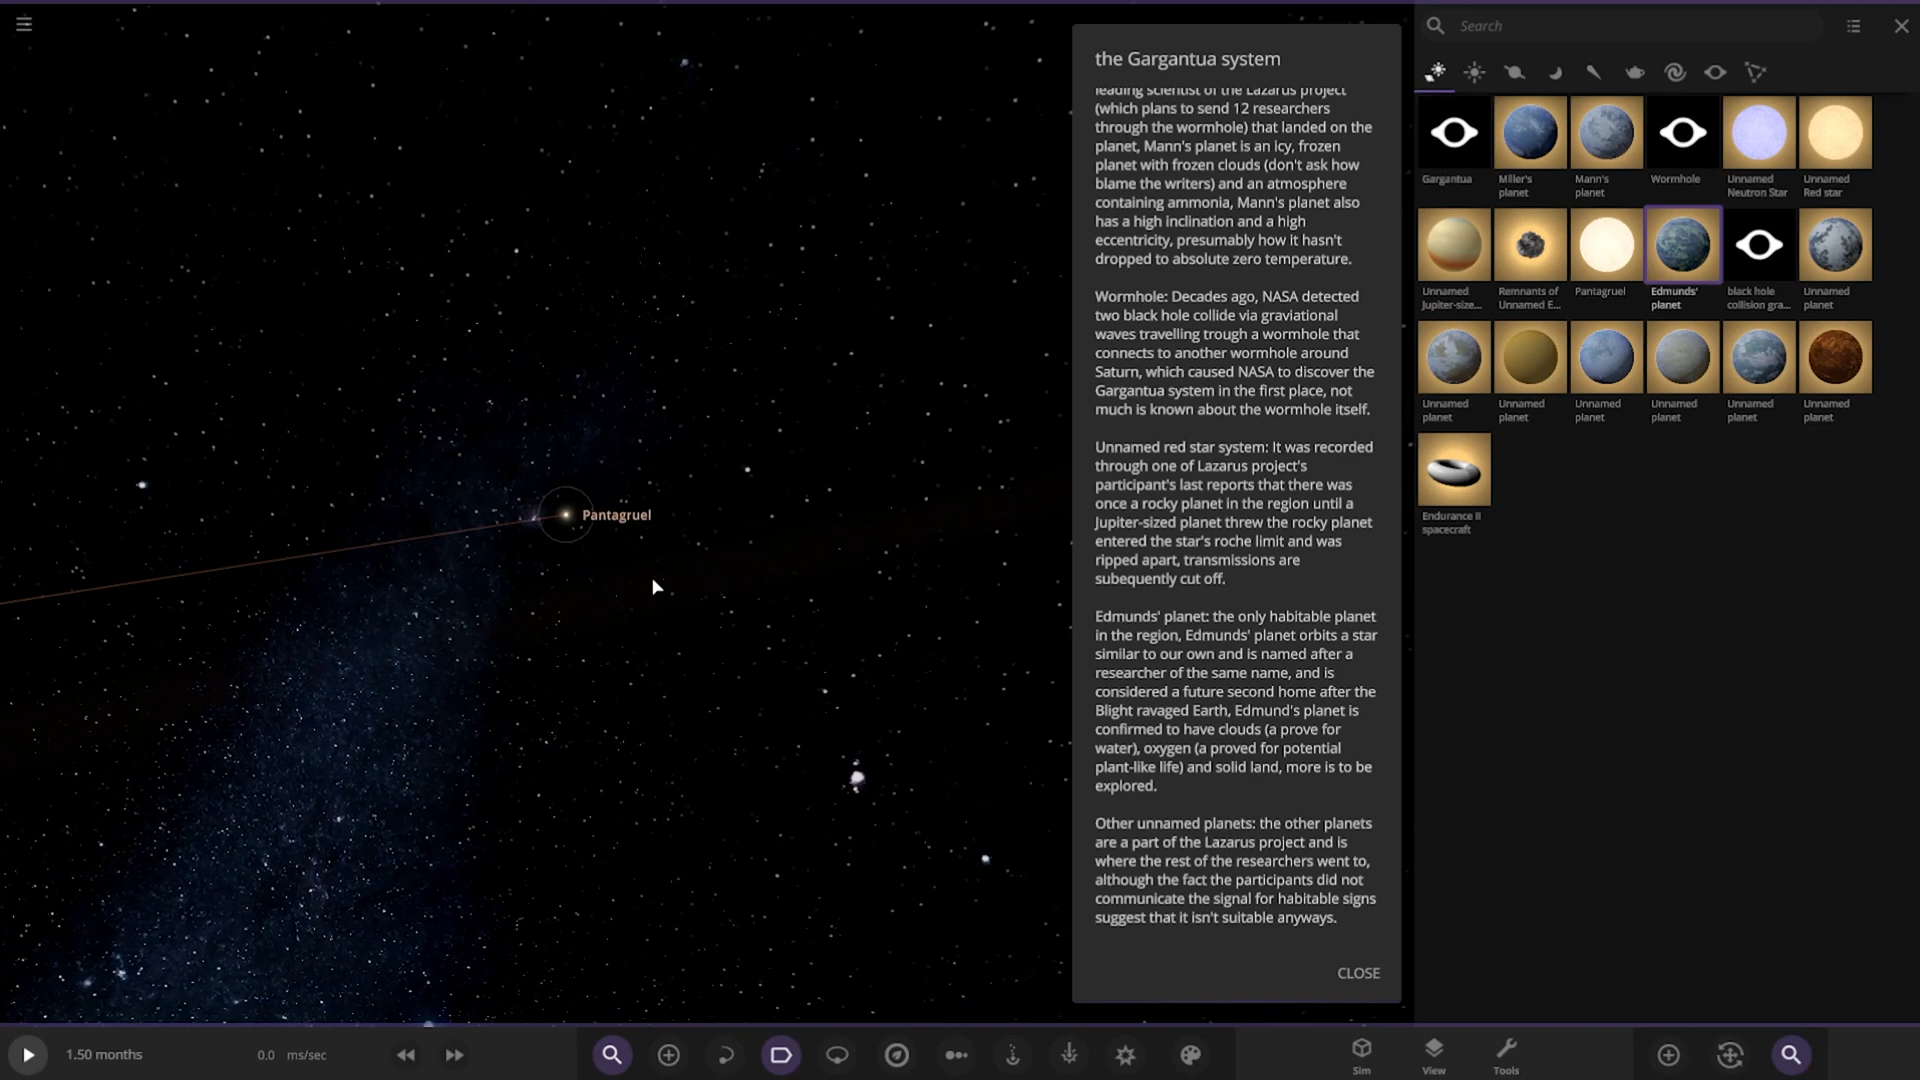 the Gargantua system
leading scientist of the Lazarus project
(which plans to send 12 researchers
through the wormhole) that landed on the
planet, Mann's planet is an icy, frozen
planet with frozen clouds (don't ask how
blame the writers) and an atmosphere
containing ammonia, Mann's planet also
has a high inclination and a high
eccentricity, presumably how it hasn't
dropped to absolute zero temperature.
Wormhole: Decades ago, NASA detected
two black hole collide via graviational
waves travelling trough a wormhole that
connects to another wormhole around
Saturn, which caused NASA to discover the
Gargantua system in the first place, not
much is known about the wormhole itself.
Unnamed red star system: It was recorded
through one of Lazarus project's
participant's last reports that there was
once a rocky planet in the region until a
Jupiter-sized planet threw the rocky planet
entered the star's roche limit and was
ripped apart, transmissions are
subequently cut off.
Edmunds' planet: the only habitable planet
in the region, Edmunds' planet orbits a star
similar to our own and is named after a
researcher of the same name, and is
considered a future second home after the
Blight ravaged Earth, Edmund's planet is
confirmed to have clouds (a prove for
water), oxygen (a proved for potential
plant-like life) and solid land, more is to be
explored.
Other unnamed planets: the other planets
are a part of the Lazarus project and is
where the rest of the researchers went to,
although the fact the participants did not
communicate the signal for habitable signs
suggest that it isn't suitable anyways.
CLOSE
Pantagruel
Search
Gargantua
Miller's
planet
Mann's
planet
Wormhole
Unnamed
Neutron Star
Unnamed
Red star
Unnamed
Jupiter-size...
Remnants of
Unnamed E...
Pantagruel
Edmunds'
planet
black hole
collision gra...
Unnamed
planet
Unnamed
planet
Unnamed
planet
Unnamed
planet
Unnamed
planet
Unnamed
planet
Unnamed
planet
Endurance II
spacecraft
1.50 months
0.0 ms/sec
Sim
View
Tools